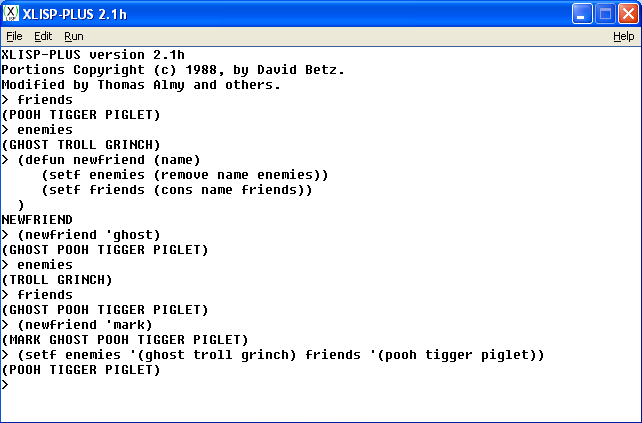 XLISP-PLUS 2.1h
File Edit Run Help
XLISP-PLUS version 2.1h
Portions Copyright (c) 1988, by David Betz.
Modified by Thomas Almy and others.
> friends
(POOH TIGGER PIGLET)
> enemies
(GHOST TROLL GRINCH)
> (defun newfriend (name)
     (setf enemies (remove name enemies))
     (setf friends (cons name friends))
  )
NEWFRIEND
> (newfriend 'ghost)
(GHOST POOH TIGGER PIGLET)
> enemies
(TROLL GRINCH)
> friends
(GHOST POOH TIGGER PIGLET)
> (newfriend 'mark)
(MARK GHOST POOH TIGGER PIGLET)
> (setf enemies '(ghost troll grinch) friends '(pooh tigger piglet))
(POOH TIGGER PIGLET)
>